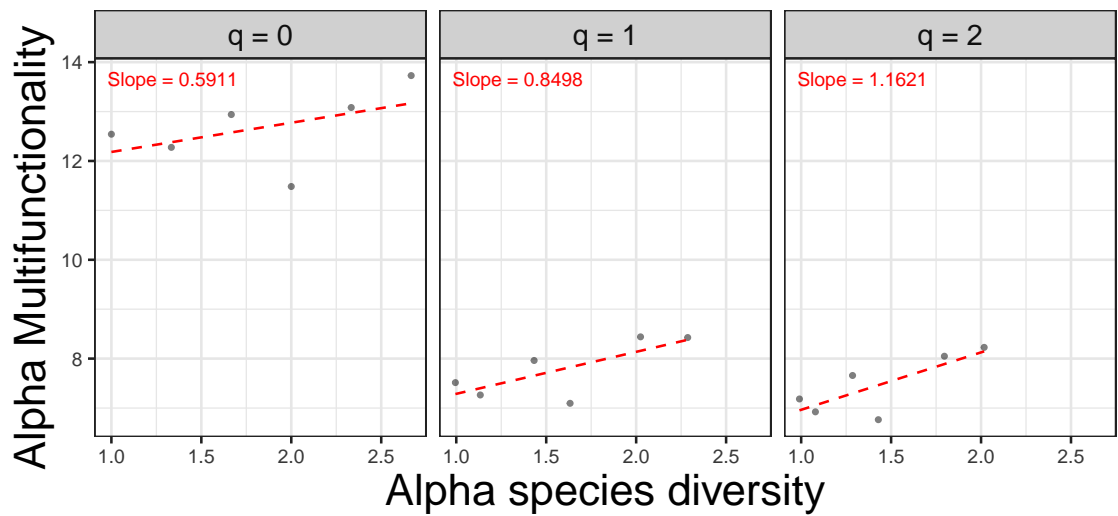 q = 0
q = 1
q = 2
Slope = 0.5911
Slope = 0.8498
Slope = 1.1621
Alpha Multifunctionality
14
12
10
8
1.0 1.5 2.0 2.5
1.0 1.5 2.0 2.5
1.0 1.5 2.0 2.5
Alpha species diversity